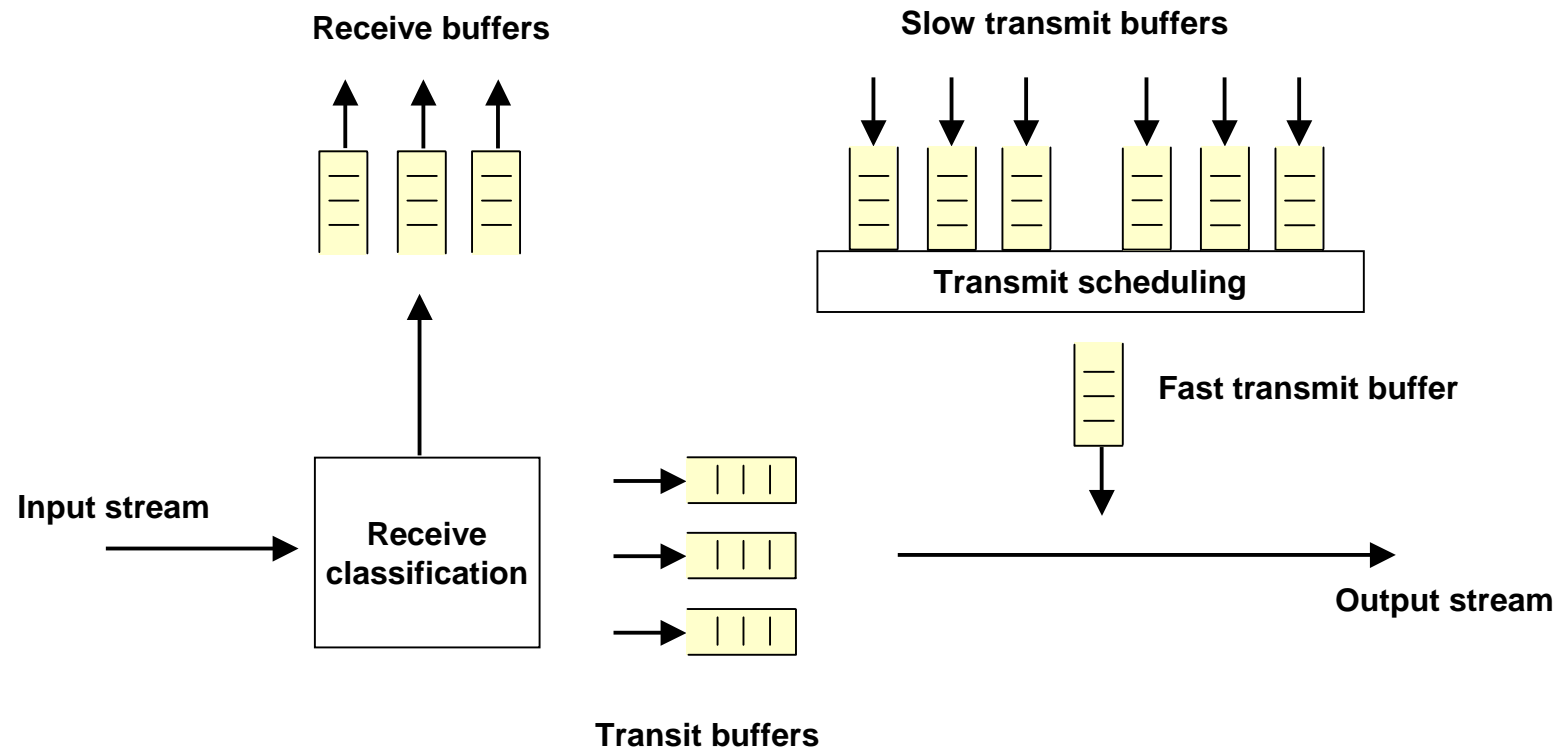 Receive buffers
Slow transmit buffers
Transmit scheduling
Fast transmit buffer
Input stream
Receive
classification
Output stream
Transit buffers